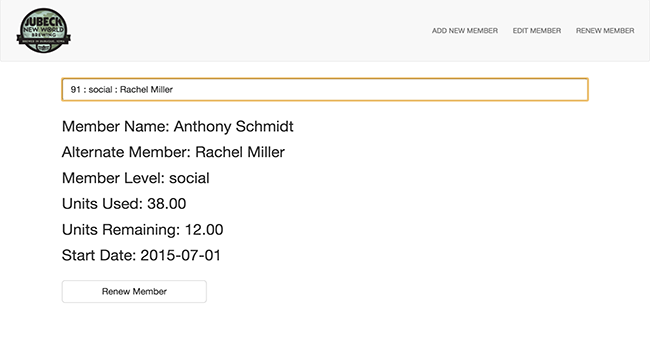 JUBECK
NEW WORLD
BREWING
ADD NEW MEMBER EDIT MEMBER RENEW MEMBER
91 : social : Rachel Miller
Member Name: Anthony Schmidt
Alternate Member: Rachel Miller
Member Level: social
Units Used: 38.00
Units Remaining: 12.00
Start Date: 2015-07-01
Renew Member